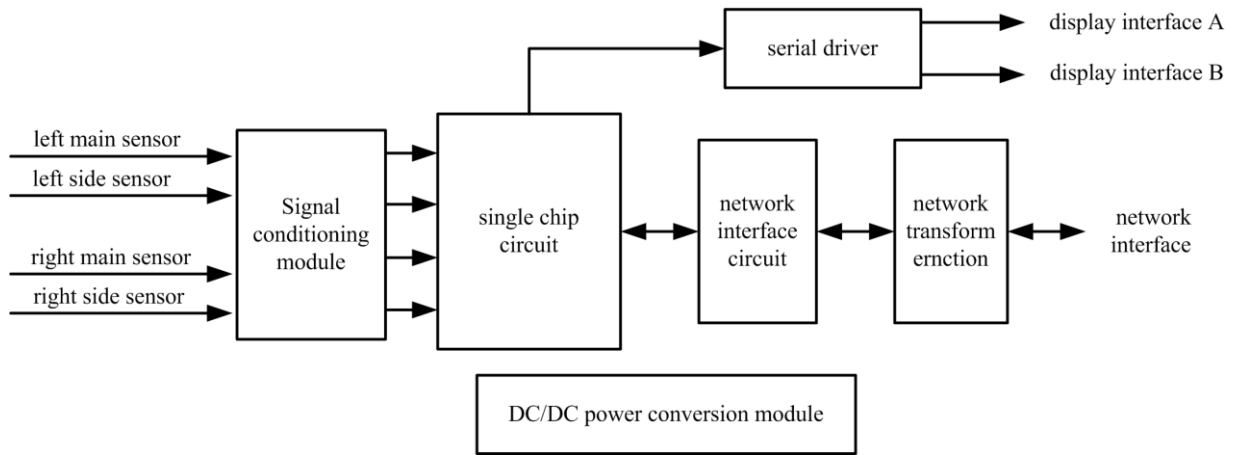 serial driver
display interface A
display interface B
left main sensor
left side sensor
right main sensor
right side sensor
Signal
conditioning
module
single chip
circuit
network
interface
circuit
network
transform
ernction
network
interface
DC/DC power conversion module